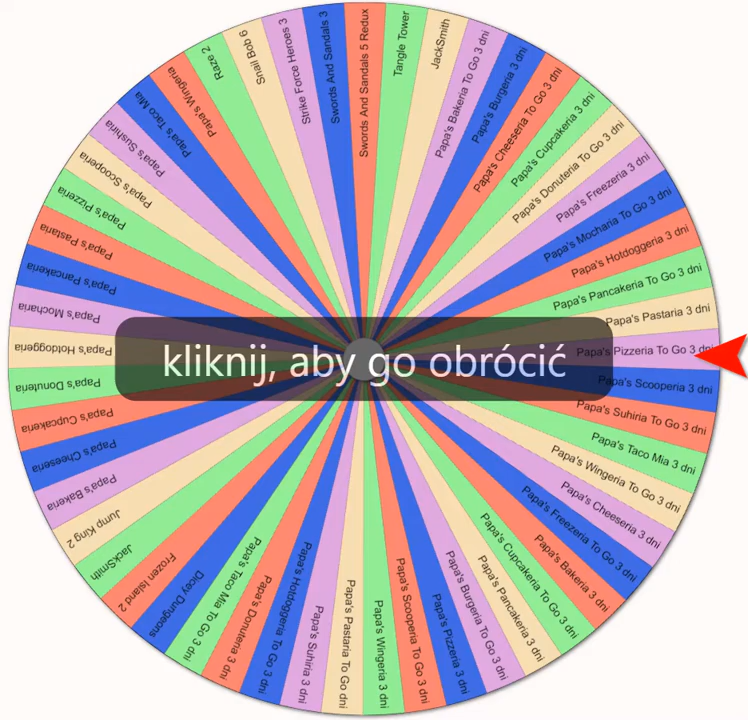 Swords And Sandals 5 Redux
Tangle Tower
JackSmith
Papa's Bakeria To Go 3 dni
Papa's Burgeria 3 dni
Papa's Cheeseria To Go 3 dni
Papa's Cupcakeria 3 dni
Papa's Donuteria To Go 3 dni
Papa's Freezeria 3 dni
Papa's Mocharia To Go 3 dni
Papa's Hotdoggeria 3 dni
Papa's Pancakeria To Go 3 dni
Papa's Pastaria 3 dni
Papa's Pizzeria To Go 3 dni
Papa's Scooperia 3 dni
Papa's Suhiria To Go 3 dni
Papa's Taco Mia 3 dni
Papa's Wingeria To Go 3 dni
Papa's Cheeseria 3 dni
Papa's Freezeria To Go 3 dni
Papa's Bakeria 3 dni
Papa's Cupcakeria To Go 3 dni
Papa's Pancakeria 3 dni
Papa's Burgeria To Go 3 dni
Papa's Pizzeria 3 dni
Papa's Scooperia To Go 3 dni
Papa's Wingeria 3 dni
Papa's Pastaria To Go dni
Papa's Suhiria 3 dni
Papa's Hotdoggeria To Go 3 dni
Papa's Donuteria 3 dni
Papa's Taco Mia To Go 3 dni
Dicey Dungeons
Frozen Island 2
JackSmith
Jump King 2
Papa's Bakeria
Papa's Cheeseria
Papa's Cupcakeria
Papa's Donuteria
Papa's Hotdoggeria
Papa's Mocharia
Papa's Pancakeria
Papa's Pastaria
Papa's Pizzeria
Papa's Scooperia
Papa's Sushiria
Papa's Taco Mia
Papa's Wingeria
Raze 2
Snail Bob 6
Strike Force Heroes 3
Swords And Sandals 3
kliknij, aby go obrócić